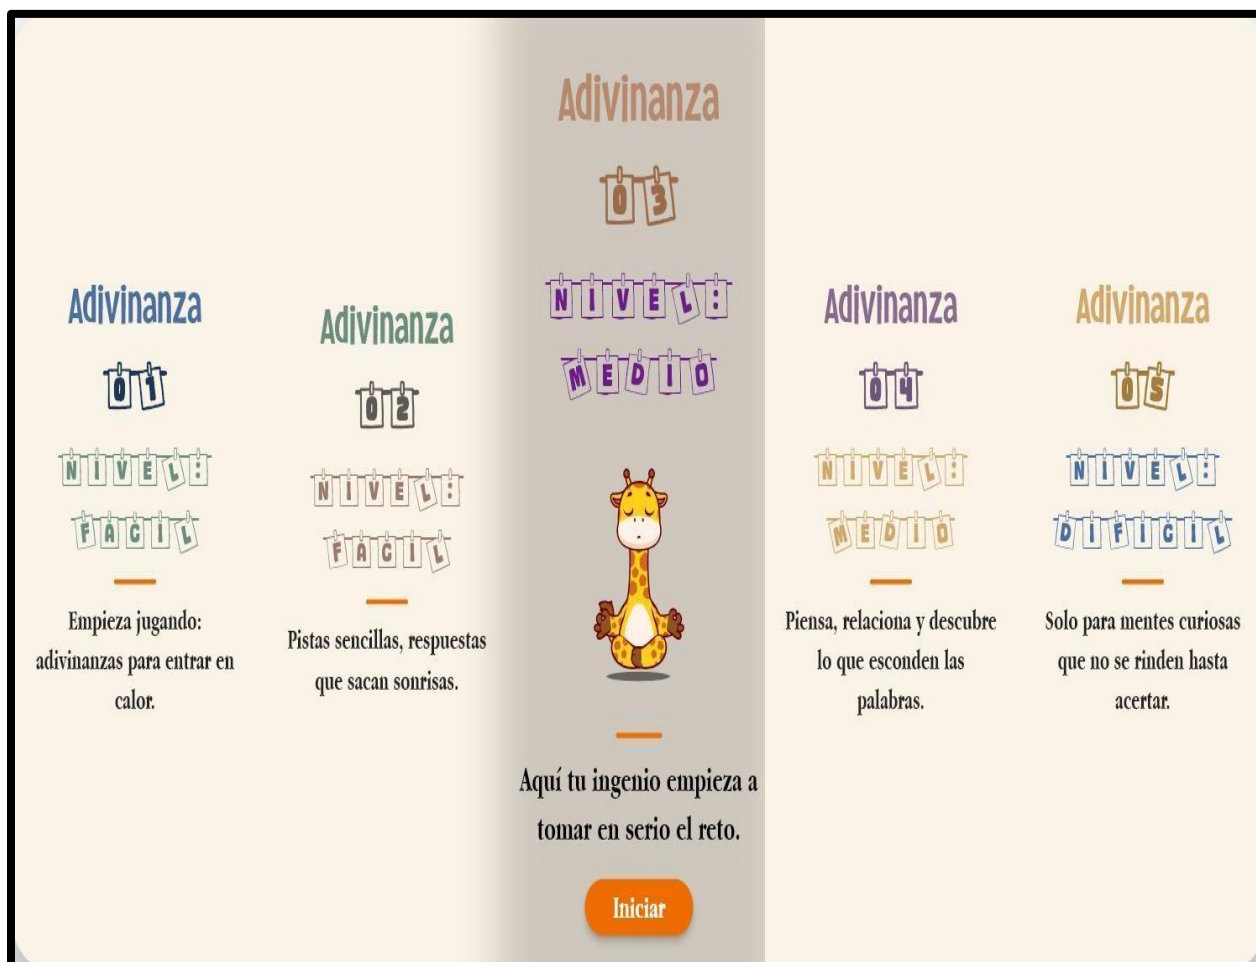 Adivinanza
01
NIVEL:
FACIL
Empieza jugando:
adivinanzas para entrar en
calor.
Adivinanza
02
NIVEL:
FACIL
Pistas sencillas, respuestas
que sacan sonrisas.
Adivinanza
03
NIVEL:
MEDIO
Aquí tu ingenio empieza a
tomar en serio el reto.
Iniciar
Adivinanza
04
NIVEL:
MEDIO
Piensa, relaciona y descubre
lo que esconden las
palabras.
Adivinanza
05
NIVEL:
DIFICIL
Solo para mentes curiosas
que no se rinden hasta
acertar.